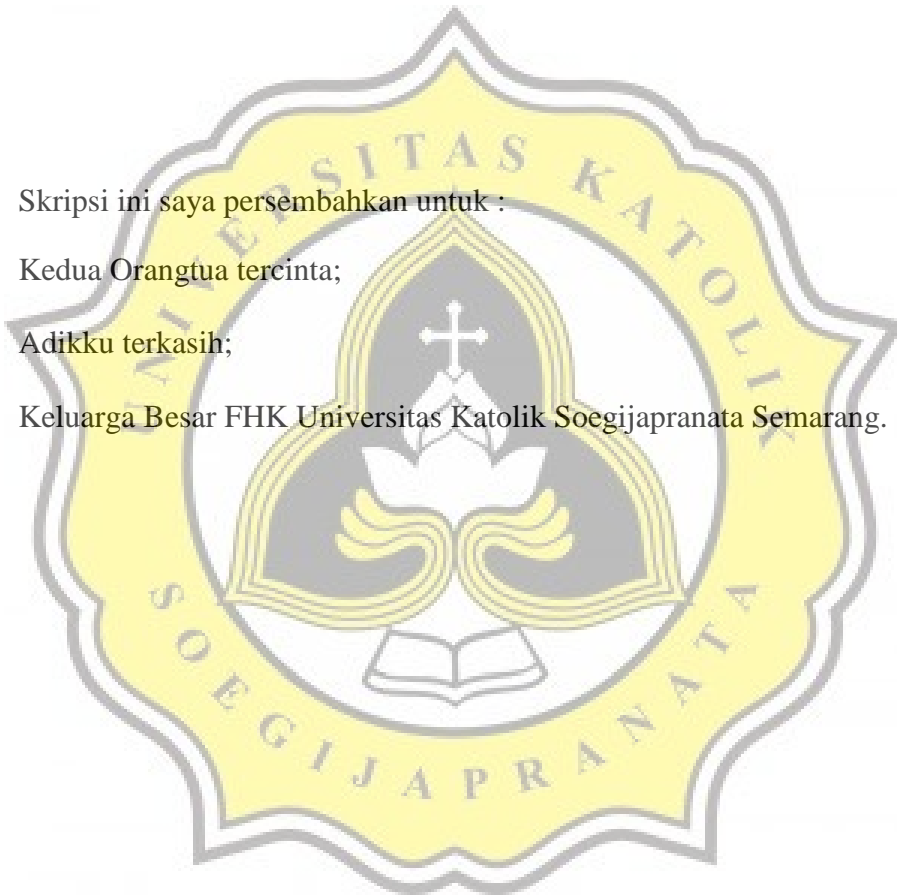 Skripsi ini saya persembahkan untuk :
Kedua Orangtua tercinta;
Adikku terkasih;
Keluarga Besar FHK Universitas Katolik Soegijapranata Semarang.
UNIVERSITAS KATOLIK
SOEGIJAPRANATA